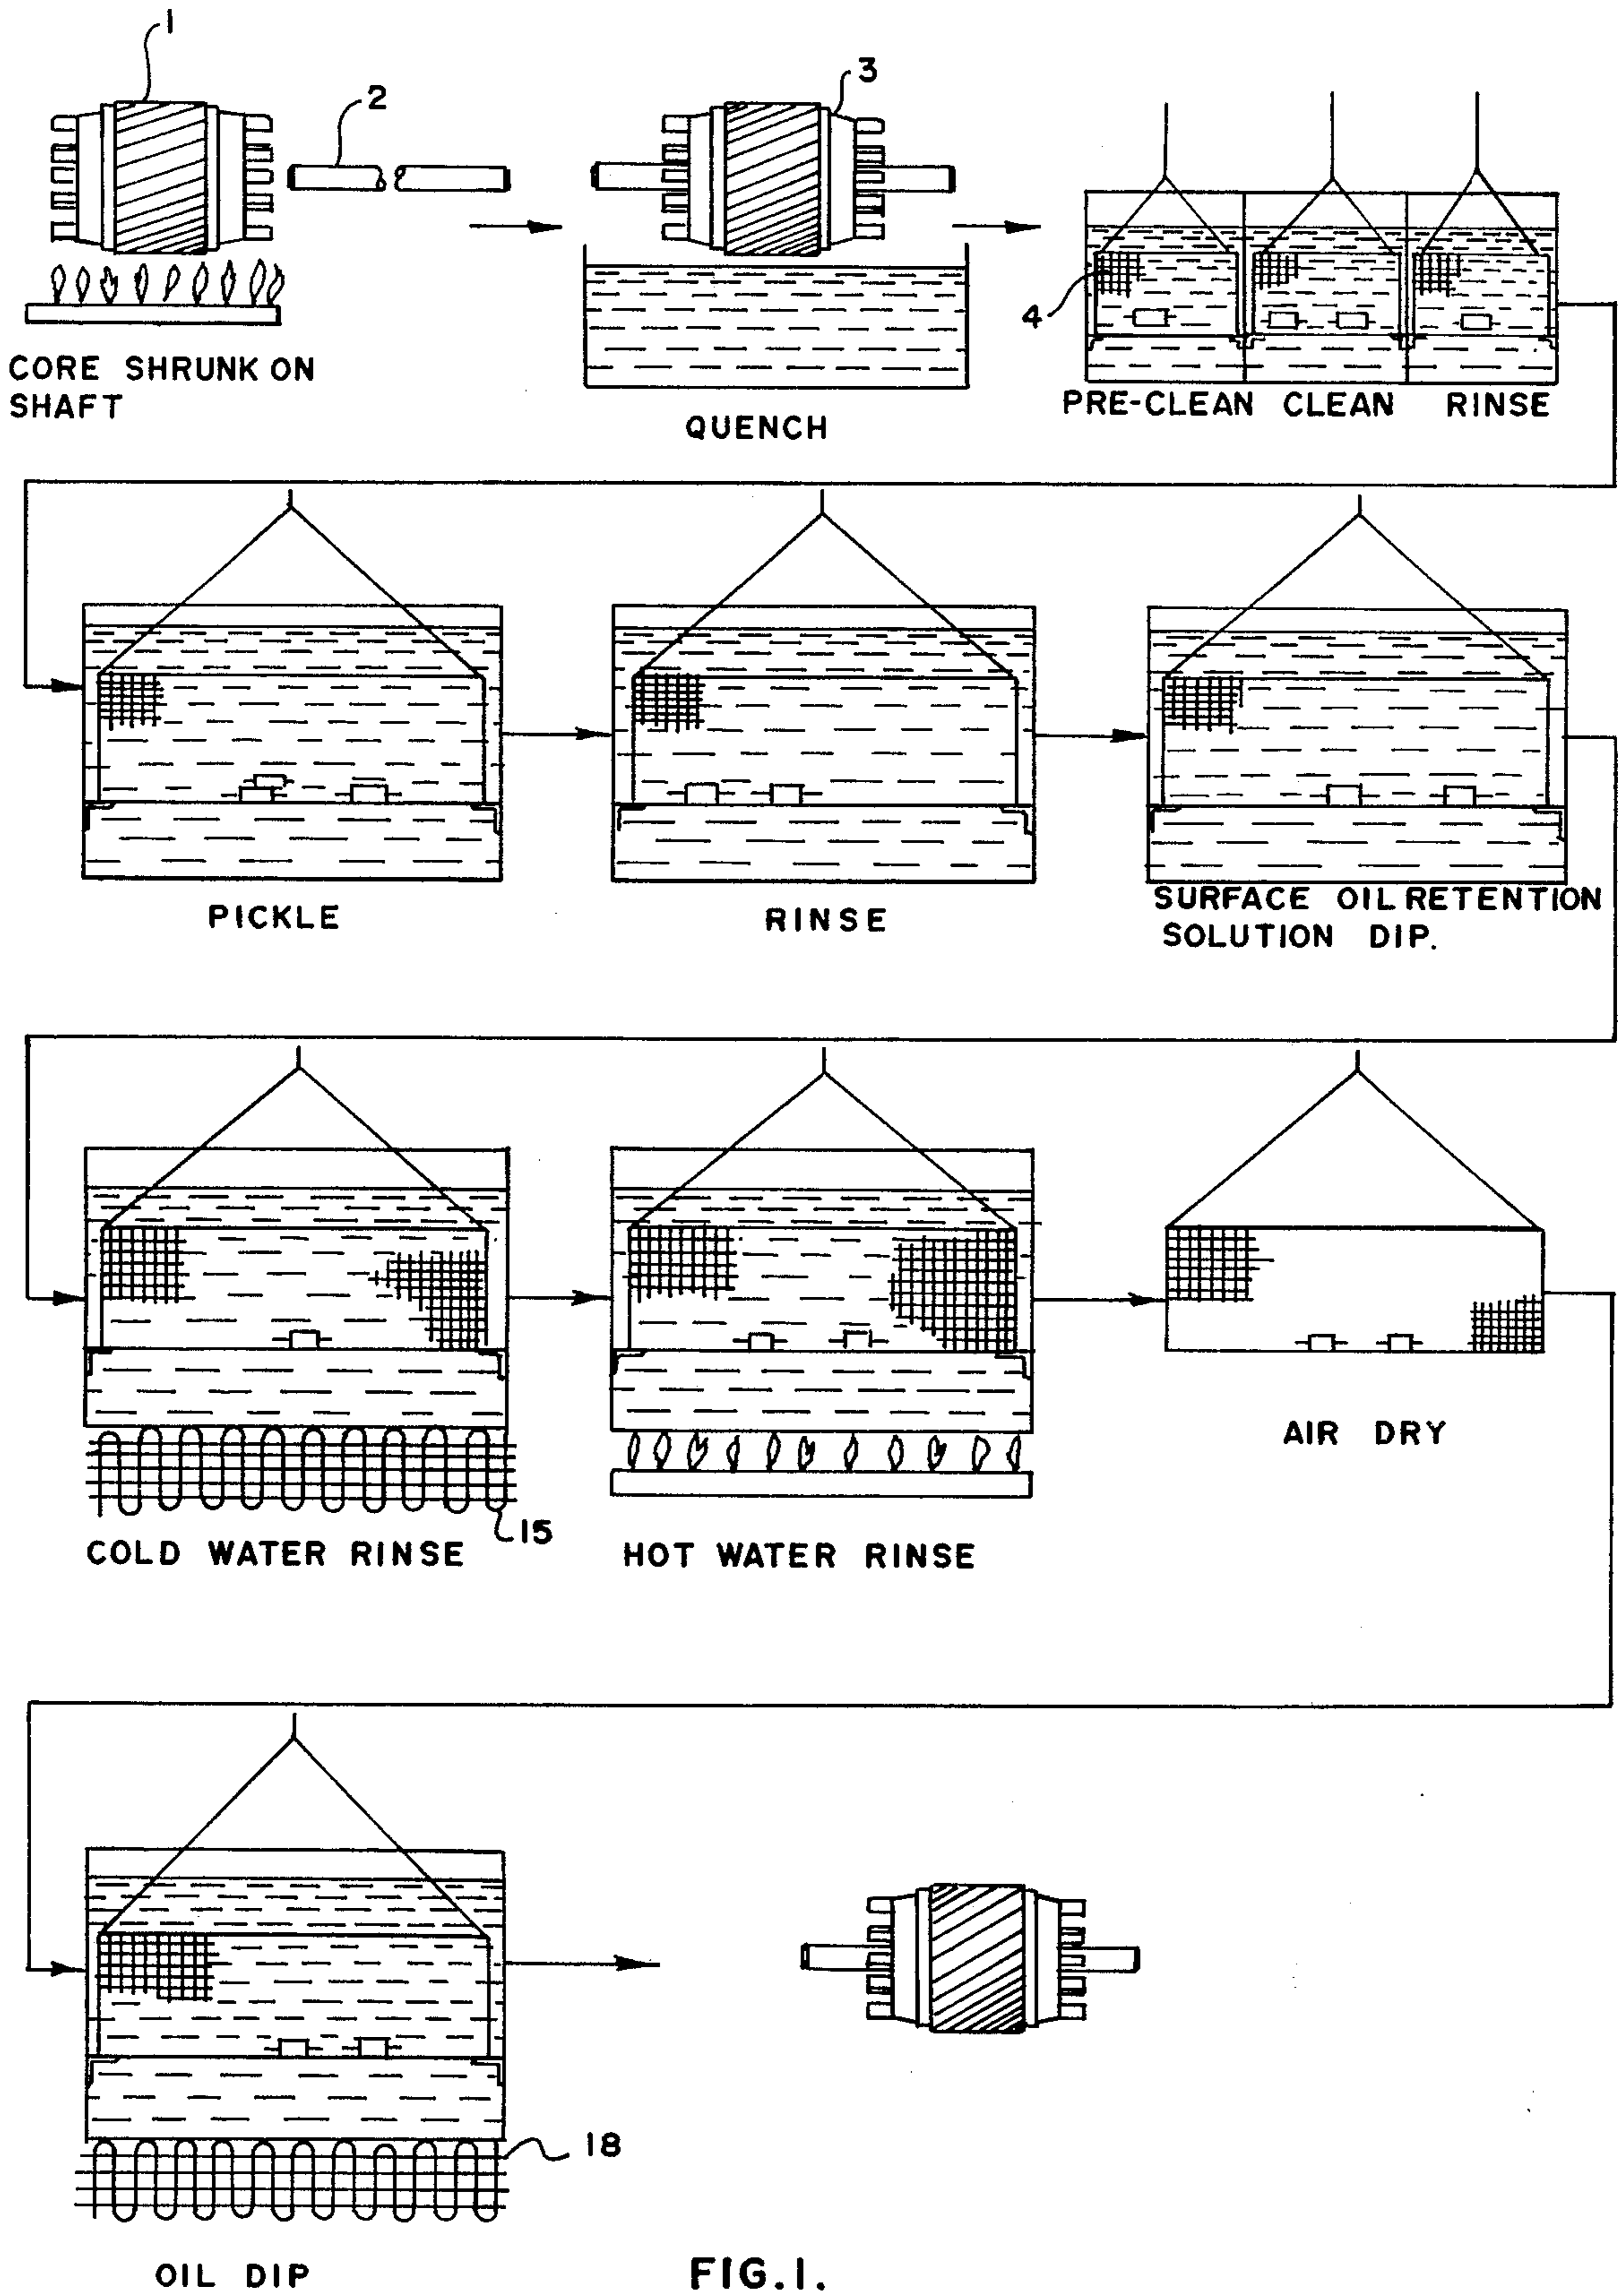 1
2
3
4
CORE SHRUNK ON
SHAFT
QUENCH
PRE-CLEAN CLEAN RINSE
PICKLE
RINSE
SURFACE OIL RETENTION
SOLUTION DIP.
15
COLD WATER RINSE
HOT WATER RINSE
AIR DRY
18
OIL DIP
FIG.1.